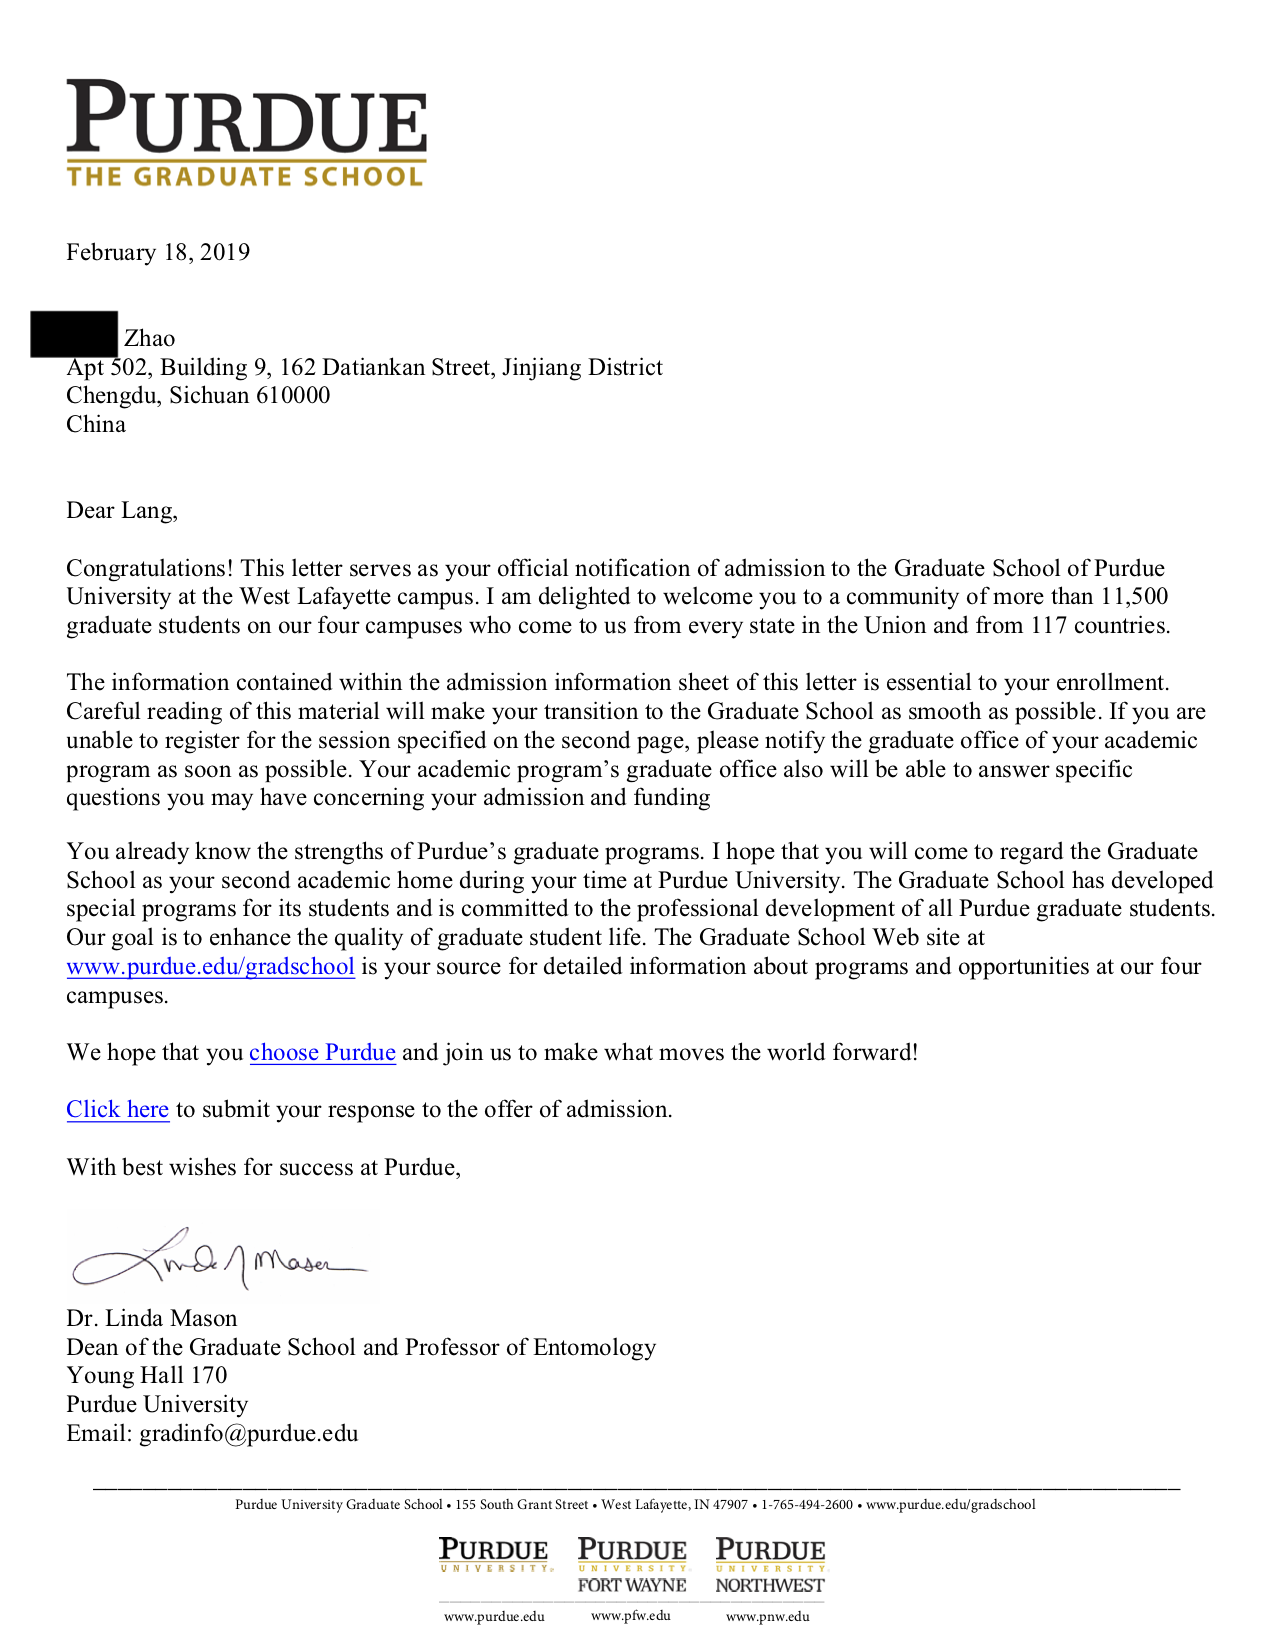 PURDUE
THE GRADUATE SCHOOL
February 18, 2019
Zhao
Apt 502, Building 9, 162 Datiankan Street, Jinjiang District
Chengdu, Sichuan 610000
China
Dear Lang,
Congratulations! This letter serves as your official notification of admission to the Graduate School of Purdue
University at the West Lafayette campus. I am delighted to welcome you to a community of more than 11,500
graduate students on our four campuses who come to us from every state in the Union and from 117 countries.
The information contained within the admission information sheet of this letter is essential to your enrollment.
Careful reading of this material will make your transition to the Graduate School as smooth as possible. If you are
unable to register for the session specified on the second page, please notify the graduate office of your academic
program as soon as possible. Your academic program’s graduate office also will be able to answer specific
questions you may have concerning your admission and funding
You already know the strengths of Purdue’s graduate programs. I hope that you will come to regard the Graduate
School as your second academic home during your time at Purdue University. The Graduate School has developed
special programs for its students and is committed to the professional development of all Purdue graduate students.
Our goal is to enhance the quality of graduate student life. The Graduate School Web site at
www.purdue.edu/gradschool is your source for detailed information about programs and opportunities at our four
campuses.
We hope that you choose Purdue and join us to make what moves the world forward!
Click here to submit your response to the offer of admission.
With best wishes for success at Purdue,
Linda J Mason
Dr. Linda Mason
Dean of the Graduate School and Professor of Entomology
Young Hall 170
Purdue University
Email: gradinfo@purdue.edu
Purdue University Graduate School • 155 South Grant Street • West Lafayette, IN 47907 • 1-765-494-2600 • www.purdue.edu/gradschool
PURDUE PURDUE PURDUE
UNIVERSITY® UNIVERSITY UNIVERSITY
FORT WAYNE NORTHWEST
www.purdue.edu www.pfw.edu www.pnw.edu